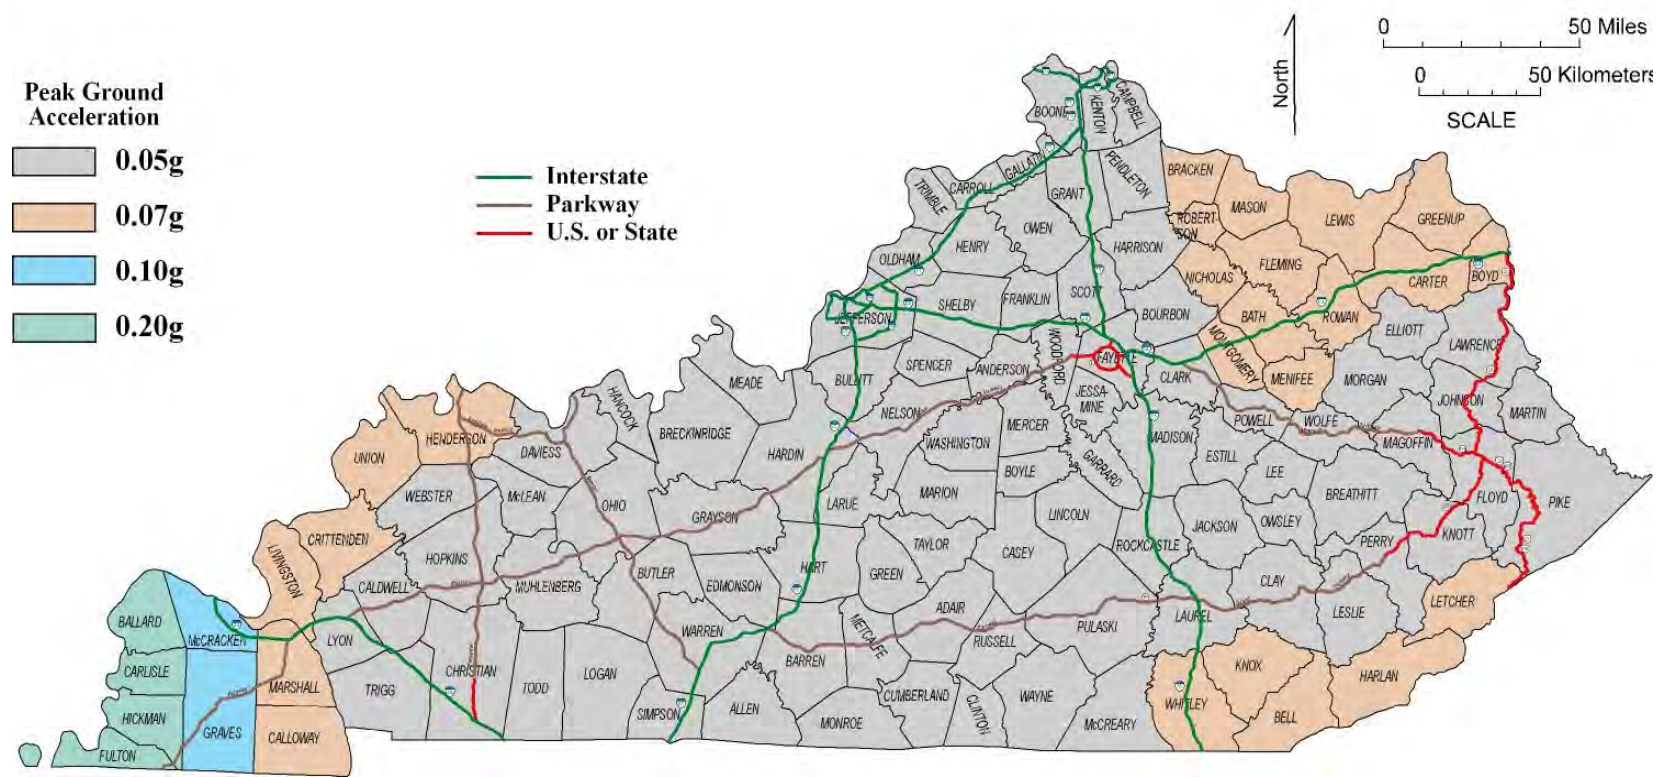 0 50 Miles
0 50 Kilometers
SCALE
North
Peak Ground
Acceleration
0.05g
0.07g
0.10g
0.20g
Interstate
Parkway
U.S. or State
BOONE
KENTON
CAMPBELL
GALLATIN
PENDLETON
BRACKEN
TRIMBLE
CARROLL
GRANT
MASON
LEWIS
GREENUP
ROBERT
SON
OWEN
HENRY
HARRISON
OLDHAM
FLEMING
NICHOLAS
CARTER
BOYD
SHELBY
FRANKLIN
SCOTT
JEFFERSON
BOURBON
BATH
ROWAN
ELLIOTT
LAWRENCE
WOODFORD
FAYETTE
MONTGOMERY
SPENCER
ANDERSON
BULLITT
MEADE
HANCOCK
CLARK
MENIFEE
MORGAN
JESSA-
MINE
JOHNSON
MARTIN
NELSON
MERCER
MADISON
POWELL
WOLFE
MAGOFFIN
BRECKINRIDGE
HENDERSON
DAVIESS
HARDIN
WASHINGTON
GARRARD
ESTILL
LEE
UNION
BOYLE
WEBSTER
McLEAN
OHIO
LARUE
MARION
BREATHITT
FLOYD
PIKE
GRAYSON
LINCOLN
JACKSON
OWSLEY
CRITTENDEN
LIVINGSTON
HOPKINS
TAYLOR
CASEY
ROCKCASTLE
PERRY
KNOTT
CALDWELL
MUHLENBERG
BUTLER
EDMONSON
HART
GREEN
CLAY
LETCHER
BALLARD
McCRACKEN
LYON
WARREN
METCALFE
ADAIR
RUSSELL
PULASKI
LAUREL
LESLIE
CARLISLE
CHRISTIAN
BARREN
KNOX
HARLAN
MARSHALL
TRIGG
TODD
LOGAN
CUMBERLAND
WAYNE
HICKMAN
SIMPSON
ALLEN
MONROE
CLINTON
McCREARY
WHITLEY
BELL
GRAVES
CALLOWAY
FULTON